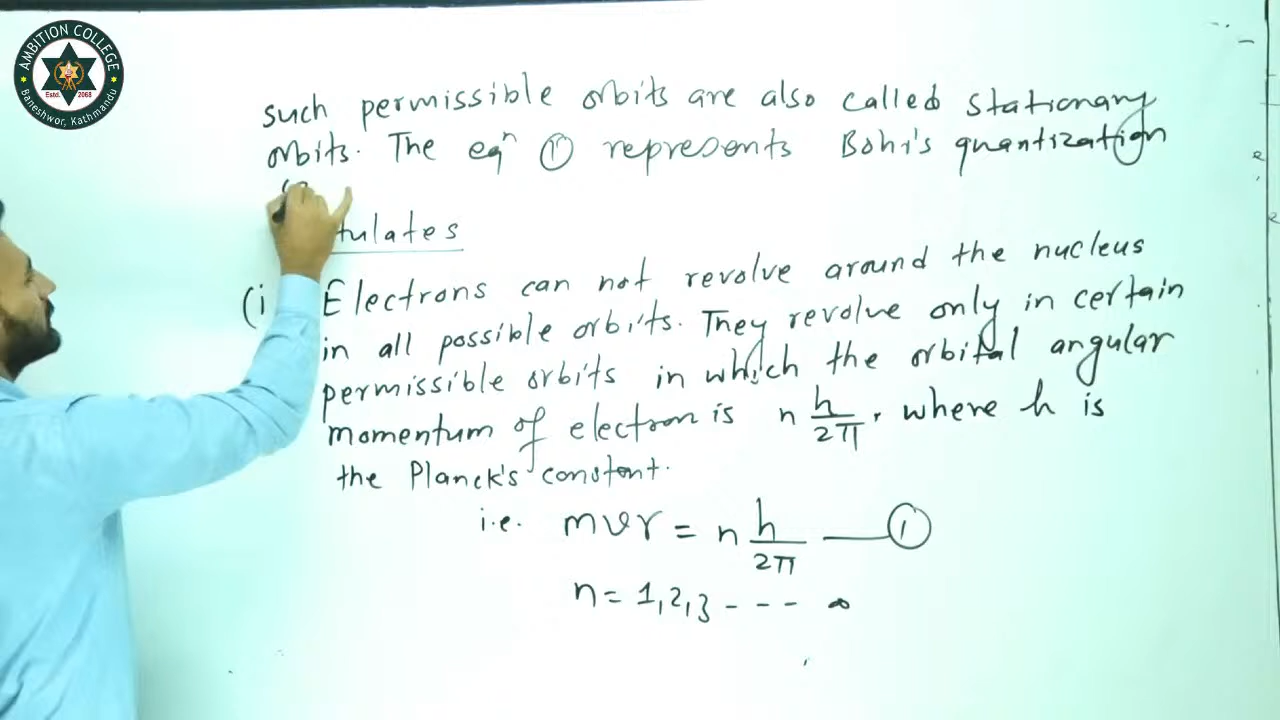 AMBITION COLLEGE
Estd. 2068
Baneshwor, Kathmandu
such permissible orbits are also called stationary
orbits. The eqⁿ ① represents Bohr's quantization
tulates
(i
Electrons can not revolve around the nucleus
in all possible orbits. They revolve only in certain
permissible orbits in which the orbital angular
momentum of electron is n h/2π, where h is
the Planck's constant.
i.e. mvr = n h/2π — ①
n = 1,2,3 - - - ∞